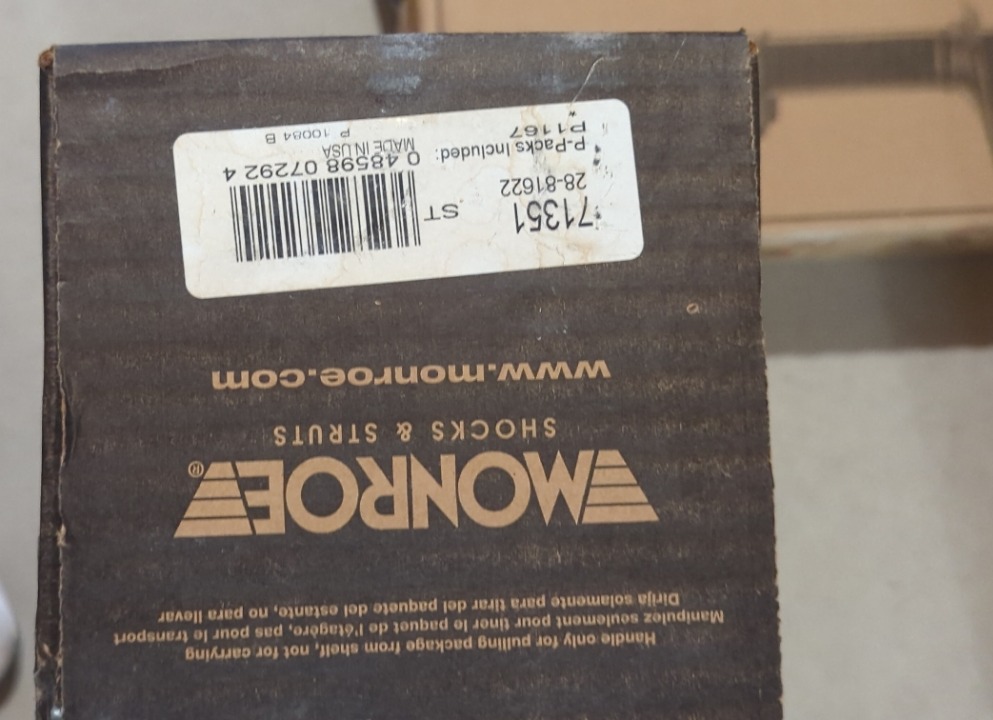 Handle only for pulling package from shelf, not for carrying
Manipulez seulement pour tirer le paquet de l'étagère, pas pour le transport
Dirija solamente para tirar del paquete del estante, no para llevar
MONROE®
SHOCKS & STRUTS
www.monroe.com
71351
ST
28-81622
P-Packs Included:
P1167
*
0 48598 07292 4
MADE IN USA
P 10084 B